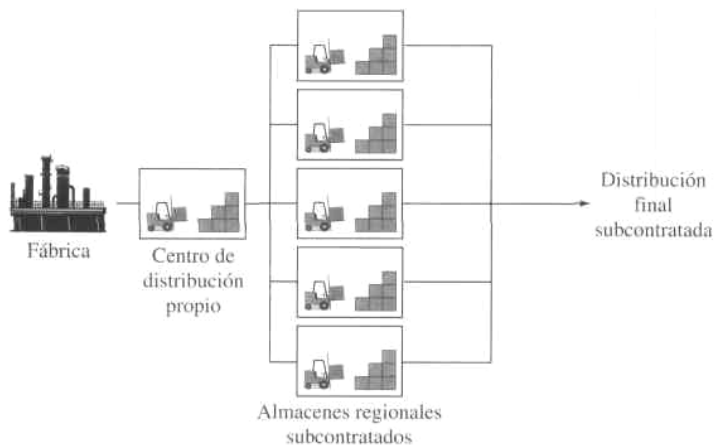 Fábrica
Centro de
distribución
propio
Almacenes regionales
subcontratados
Distribución
final
subcontratada